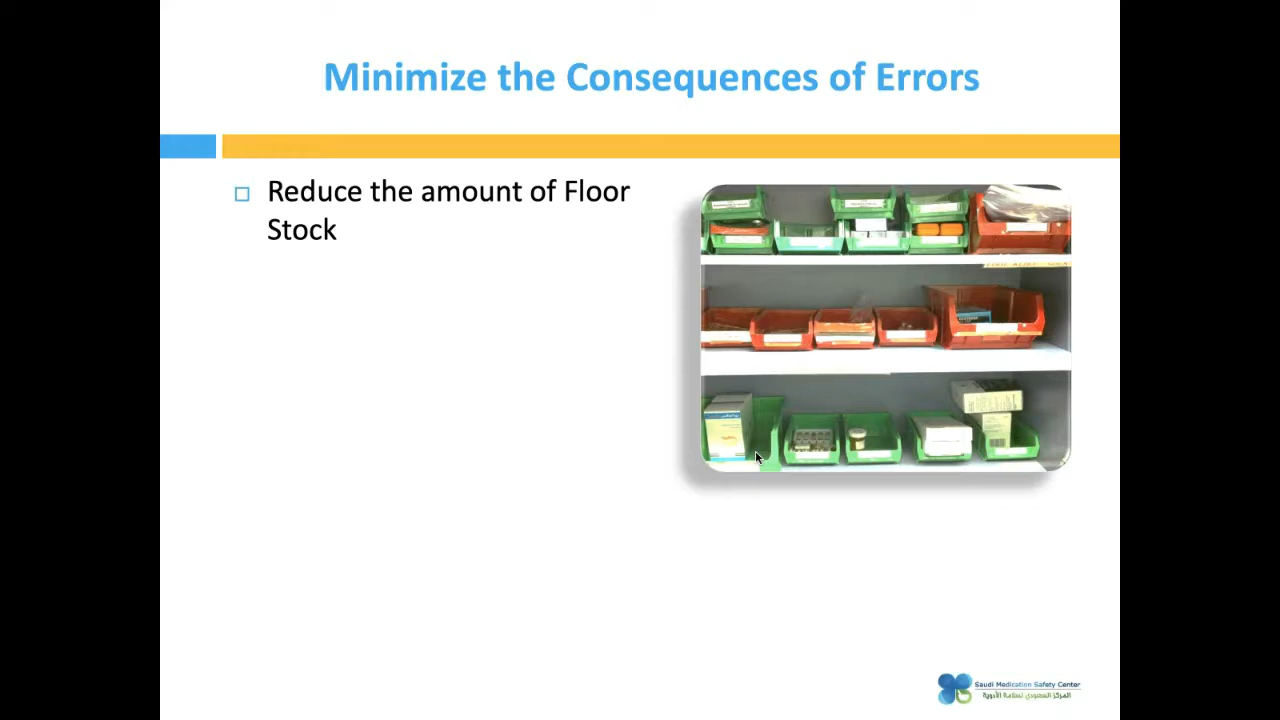 Minimize the Consequences of Errors
Reduce the amount of Floor
Stock
Saudi Medication Safety Center
المركز السعودي لسلامة الأدوية